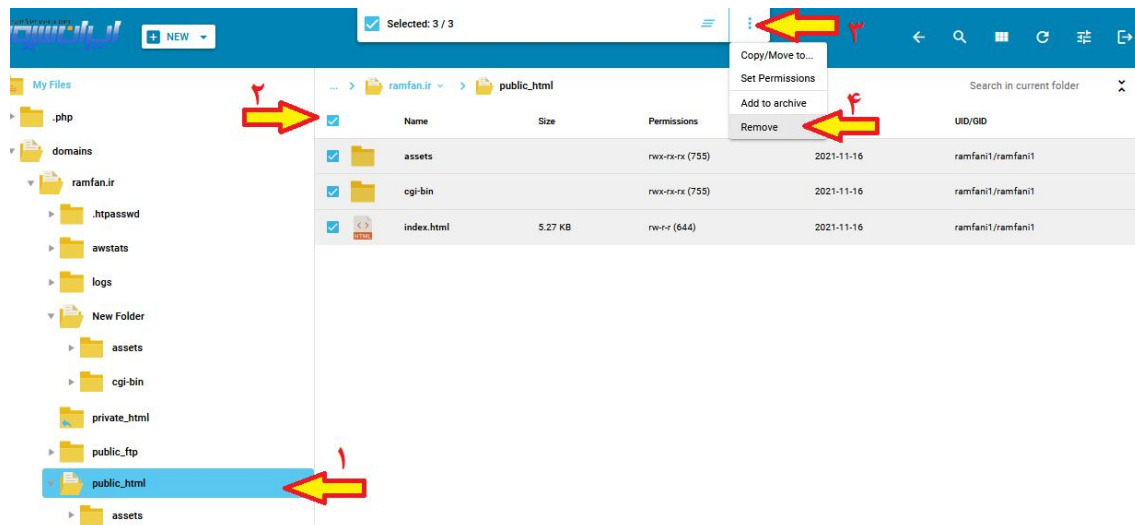 ایران سرور
NEW
Selected: 3 / 3
۳
Copy/Move to...
Set Permissions
Add to archive
Remove
۴
My Files
.php
domains
ramfan.ir
.htpasswd
awstats
logs
New Folder
assets
cgi-bin
private_html
public_ftp
public_html
assets
۱
۲
... > ramfan.ir > public_html
Search in current folder
Name Size Permissions UID/GID
assets rwx-rx-rx (755) 2021-11-16 ramfani1/ramfani1
cgi-bin rwx-rx-rx (755) 2021-11-16 ramfani1/ramfani1
HTML index.html 5.27 KB rw-r-r (644) 2021-11-16 ramfani1/ramfani1